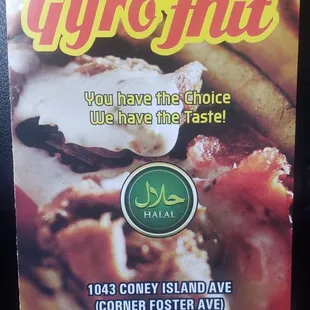 Gyro Hut
You have the Choice
We have the Taste!
حلال
HALAL
1043 CONEY ISLAND AVE
(CORNER FOSTER AVE)